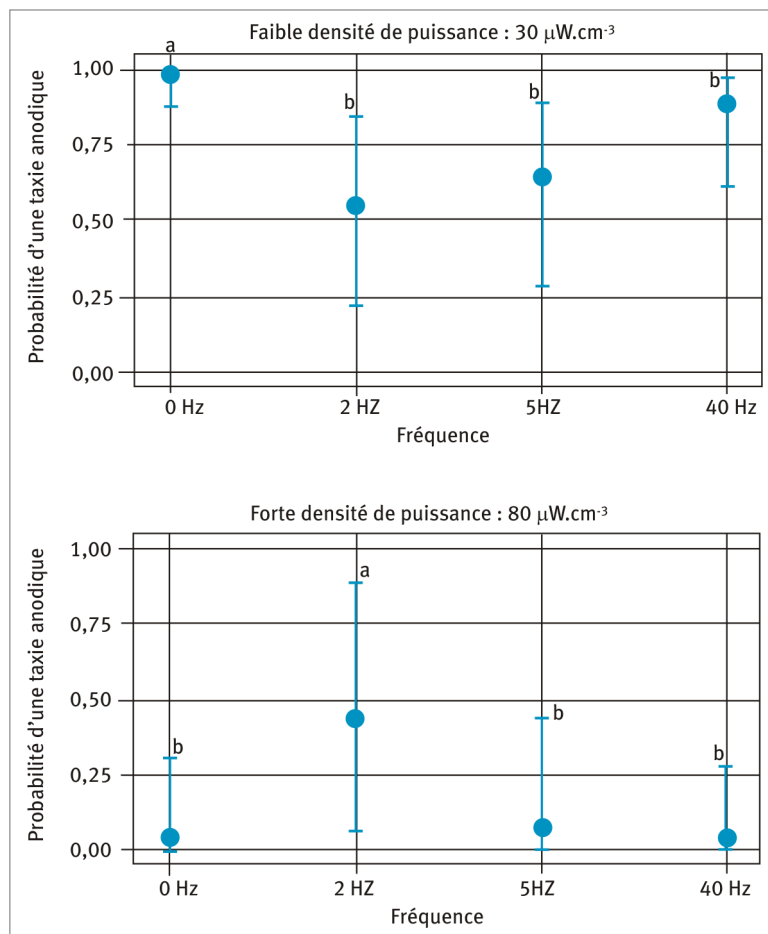 Faible densité de puissance : 30 µW.cm-3
Probabilité d'une taxie anodique
1,00
0,75
0,50
0,25
0,00
a
b
b
b
0 Hz
2 HZ
5HZ
40 Hz
Fréquence
Forte densité de puissance : 80 µW.cm-3
Probabilité d'une taxie anodique
1,00
0,75
0,50
0,25
0,00
b
a
b
b
0 Hz
2 HZ
5HZ
40 Hz
Fréquence